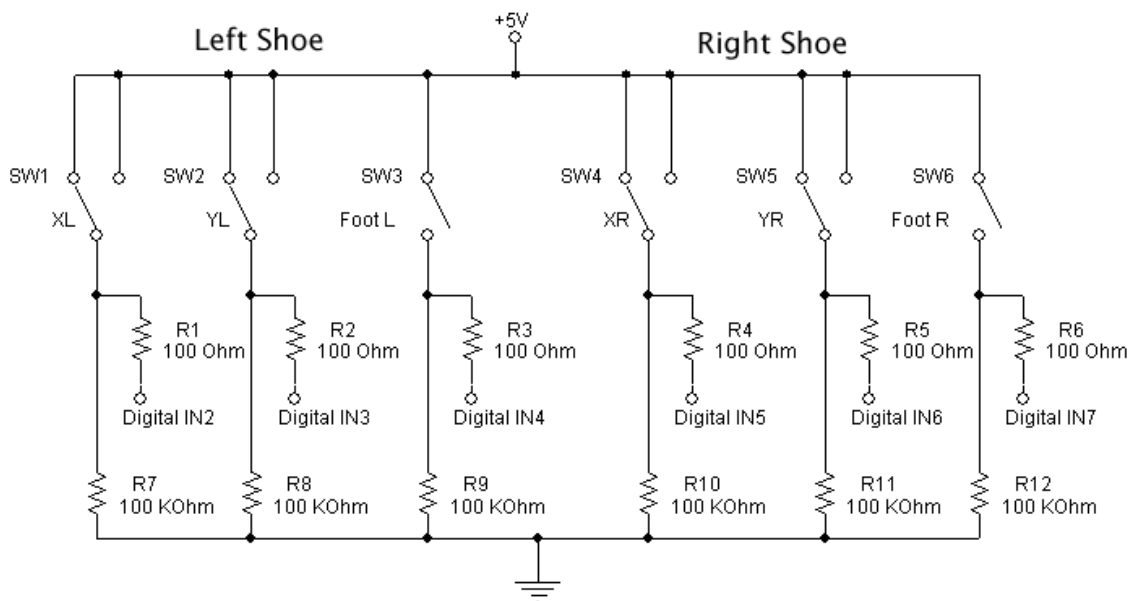 +5V
Left Shoe
Right Shoe
SW1
SW2
SW3
SW4
SW5
SW6
XL
YL
Foot L
XR
YR
Foot R
R1
100 Ohm
R2
100 Ohm
R3
100 Ohm
R4
100 Ohm
R5
100 Ohm
R6
100 Ohm
Digital IN2
Digital IN3
Digital IN4
Digital IN5
Digital IN6
Digital IN7
R7
100 KOhm
R8
100 KOhm
R9
100 KOhm
R10
100 KOhm
R11
100 KOhm
R12
100 KOhm